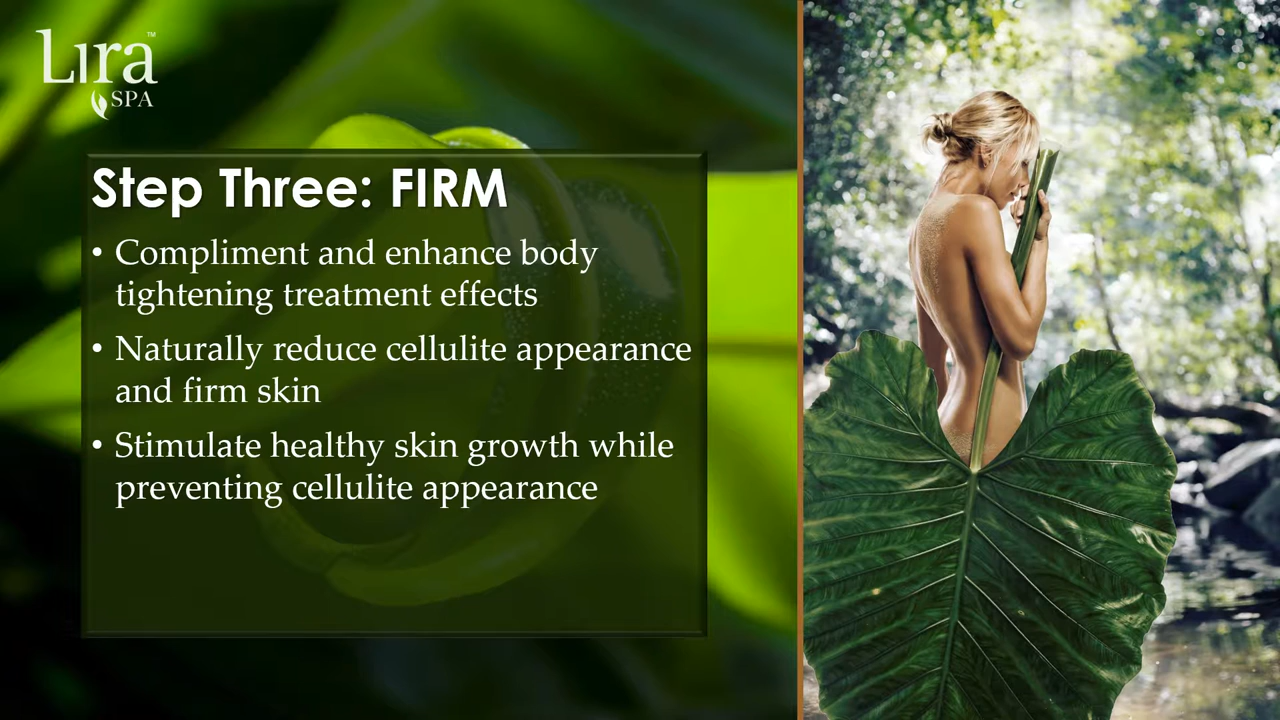 Lira™
SPA
Step Three: FIRM
• Compliment and enhance body
tightening treatment effects
• Naturally reduce cellulite appearance
and firm skin
• Stimulate healthy skin growth while
preventing cellulite appearance